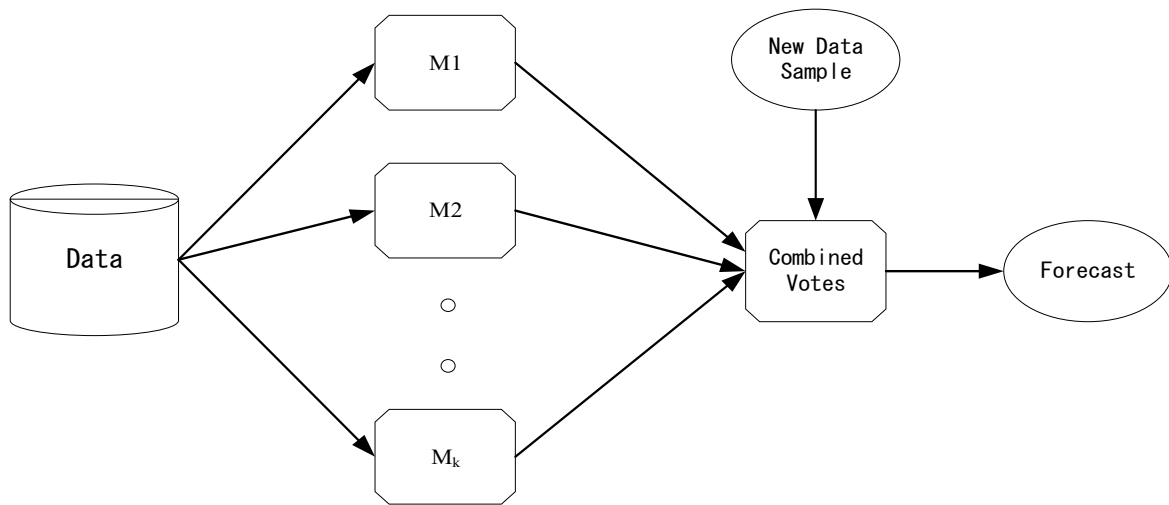 M1
New Data
Sample
M2
Data
Combined
Votes
Forecast
Mₖ